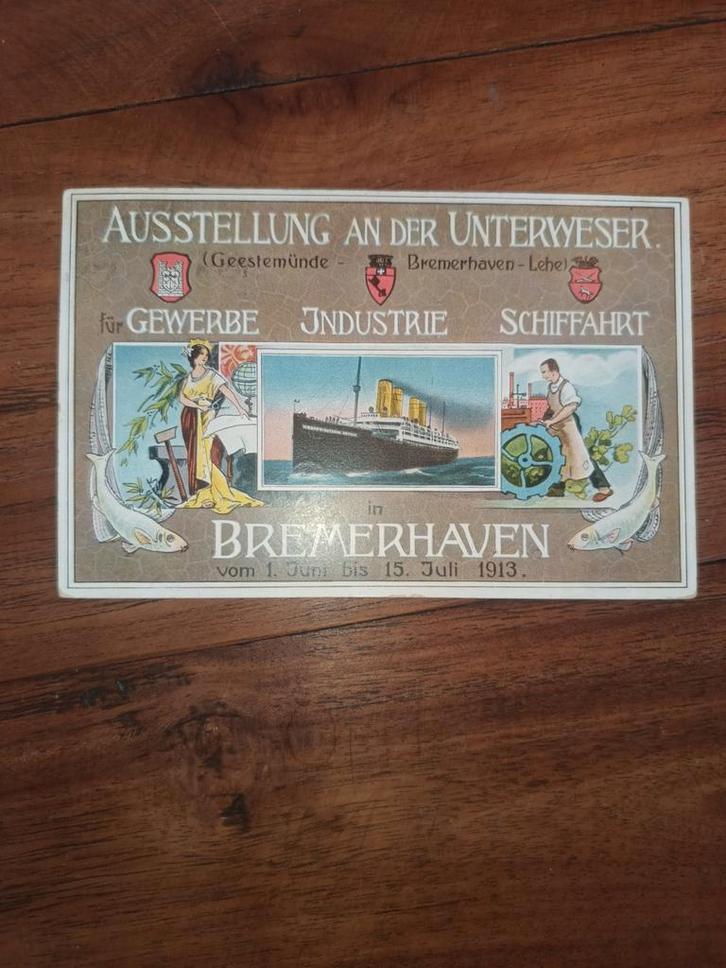 AUSSTELLUNG AN DER UNTERWESER.
(Geestemünde - Bremerhaven - Lehe)
für GEWERBE INDUSTRIE SCHIFFAHRT
in
BREMERHAVEN
vom 1. Juni bis 15. Juli 1913.